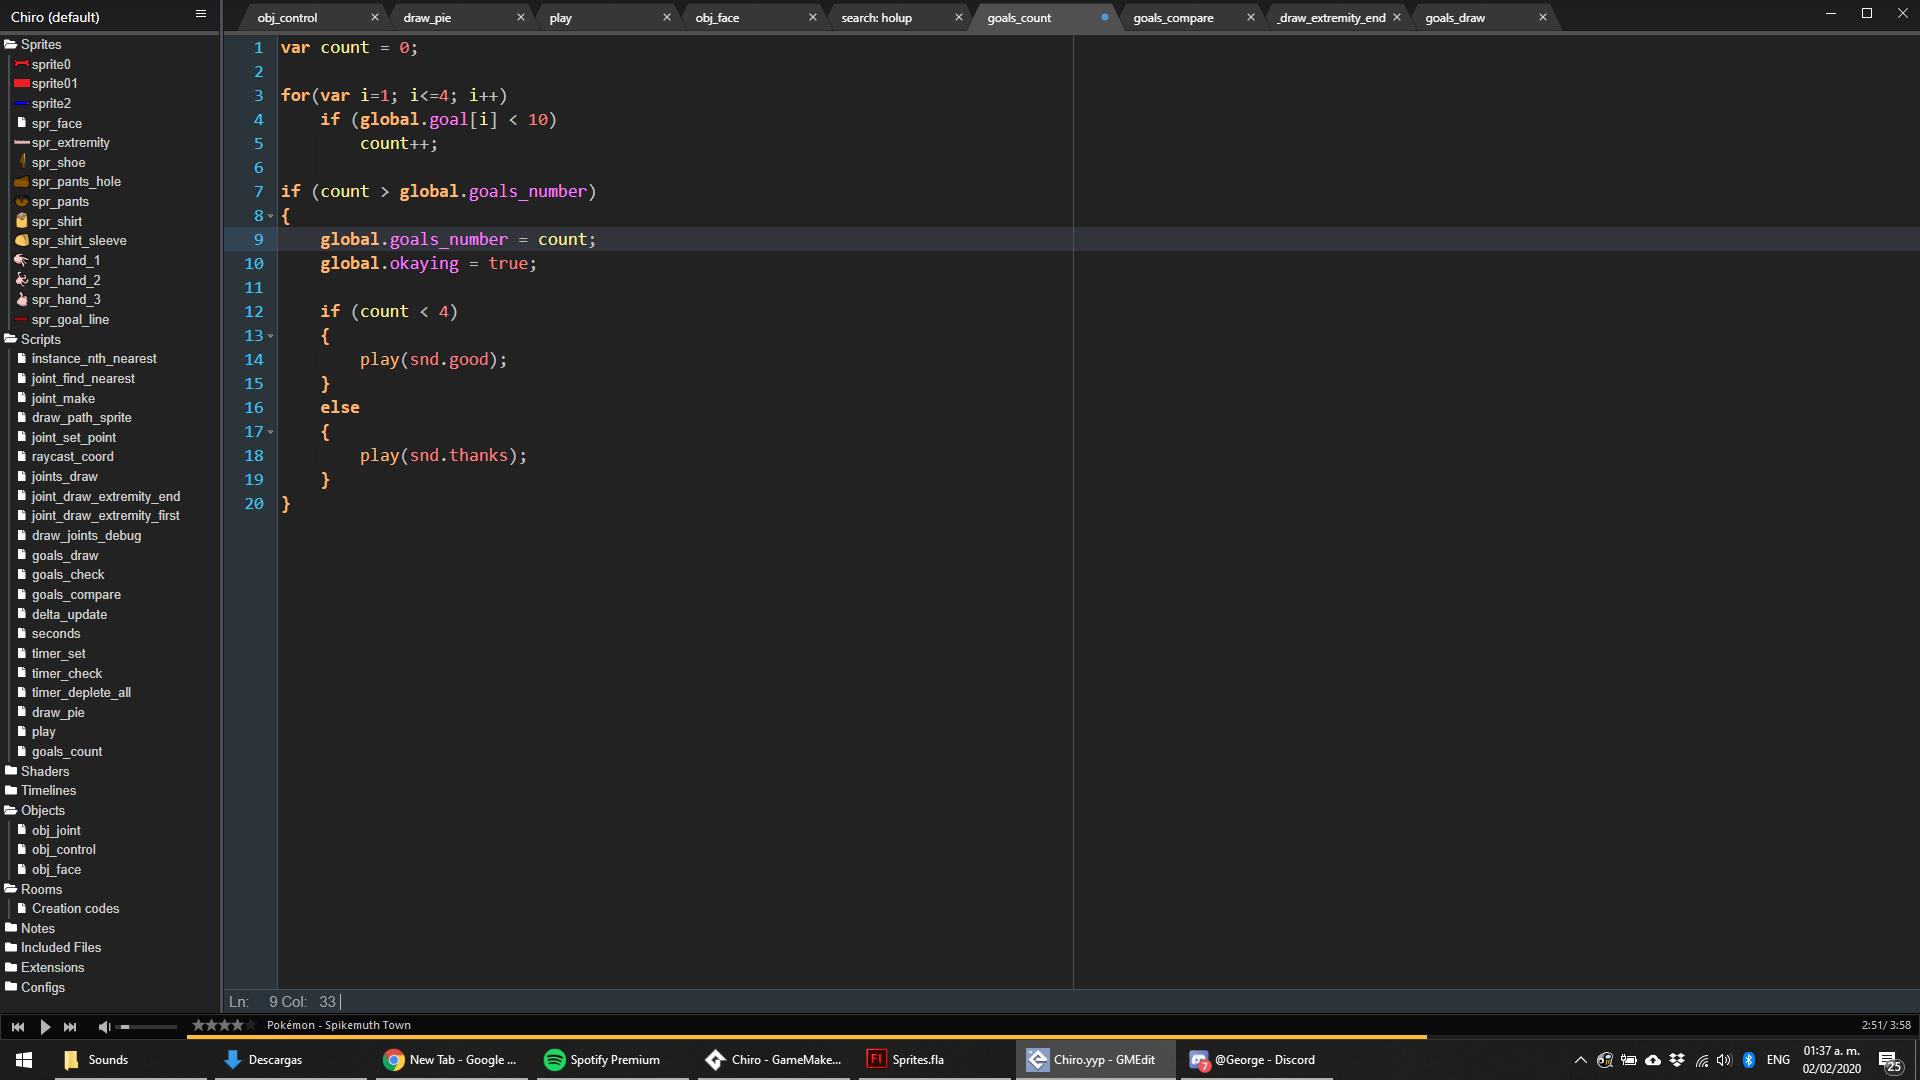 Chiro (default)
obj_control
draw_pie
play
obj_face
search: holup
goals_count
goals_compare
_draw_extremity_end
goals_draw
Sprites
sprite0
sprite01
sprite2
spr_face
spr_extremity
spr_shoe
spr_pants_hole
spr_pants
spr_shirt
spr_shirt_sleeve
spr_hand_1
spr_hand_2
spr_hand_3
spr_goal_line
Scripts
instance_nth_nearest
joint_find_nearest
joint_make
draw_path_sprite
joint_set_point
raycast_coord
joints_draw
joint_draw_extremity_end
joint_draw_extremity_first
draw_joints_debug
goals_draw
goals_check
goals_compare
delta_update
seconds
timer_set
timer_check
timer_deplete_all
draw_pie
play
goals_count
Shaders
Timelines
Objects
obj_joint
obj_control
obj_face
Rooms
Creation codes
Notes
Included Files
Extensions
Configs
1 var count = 0;
2
3 for(var i=1; i<=4; i++)
4 if (global.goal[i] < 10)
5 count++;
6
7 if (count > global.goals_number)
8 {
9 global.goals_number = count;
10 global.okaying = true;
11
12 if (count < 4)
13 {
14 play(snd.good);
15 }
16 else
17 {
18 play(snd.thanks);
19 }
20 }
Ln: 9 Col: 33
Pokémon - Spikemuth Town
2:51/ 3:58
Sounds
Descargas
New Tab - Google ...
Spotify Premium
Chiro - GameMake...
Fl
Sprites.fla
Chiro.yyp - GMEdit
7
@George - Discord
ENG
01:37 a. m.
02/02/2020
25